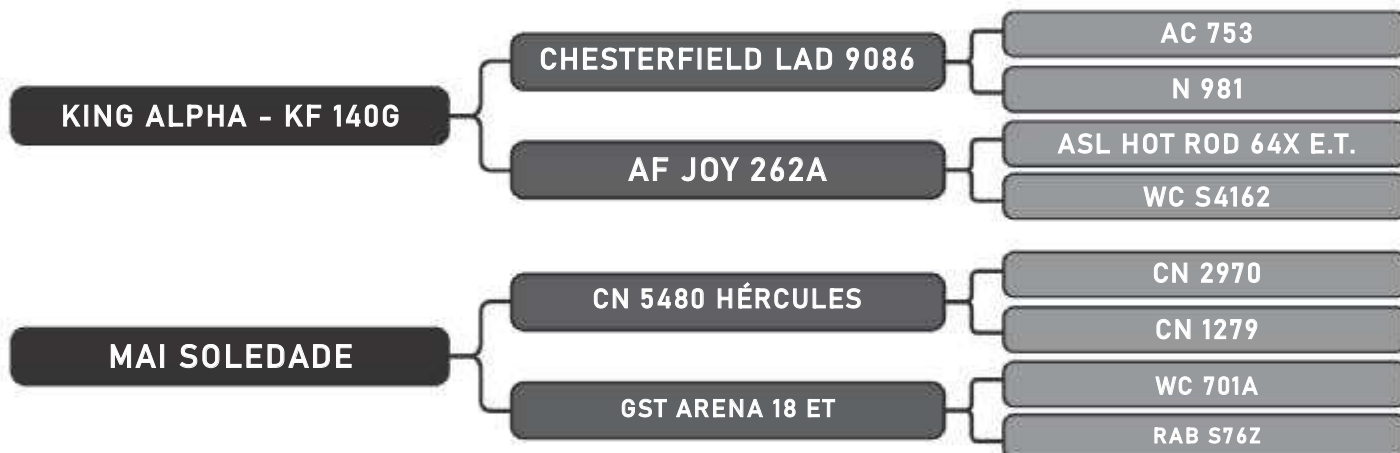 KING ALPHA - KF 140G
CHESTERFIELD LAD 9086
AC 753
N 981
AF JOY 262A
ASL HOT ROD 64X E.T.
WC S4162
MAI SOLEDADE
CN 5480 HÉRCULES
CN 2970
CN 1279
GST ARENA 18 ET
WC 701A
RAB S76Z